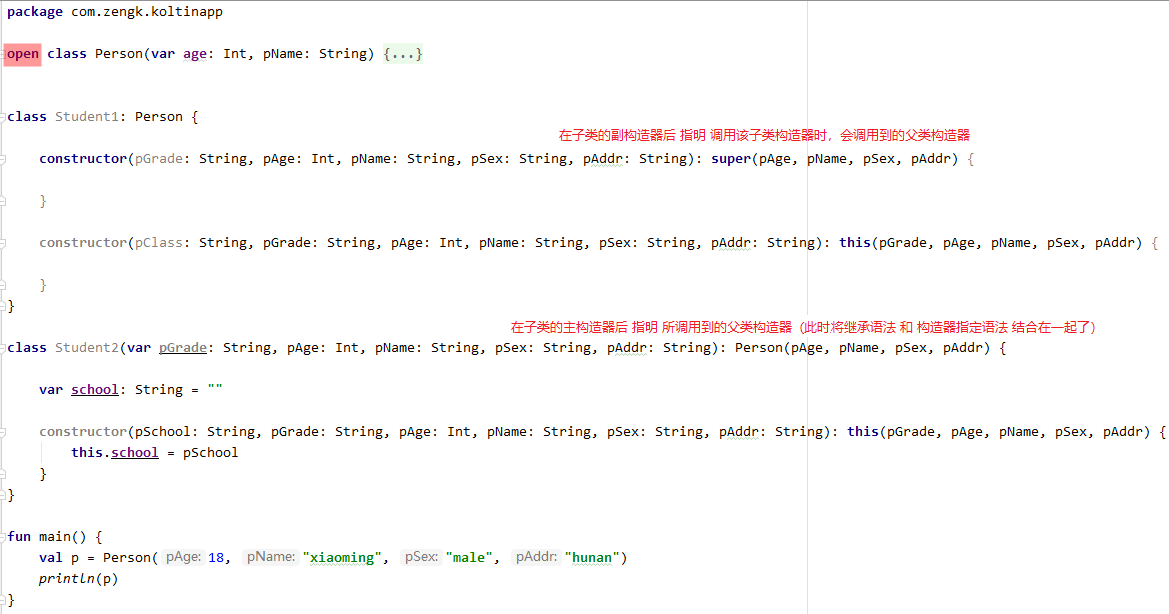 package com.zengk.koltinapp
open class Person(var age: Int, pName: String) {...}
class Student1: Person {
在子类的副构造器后 指明 调用该子类构造器时，会调用到的父类构造器
constructor(pGrade: String, pAge: Int, pName: String, pSex: String, pAddr: String): super(pAge, pName, pSex, pAddr) {
}
constructor(pClass: String, pGrade: String, pAge: Int, pName: String, pSex: String, pAddr: String): this(pGrade, pAge, pName, pSex, pAddr) {
}
}
在子类的主构造器后 指明 所调用到的父类构造器（此时将继承语法 和 构造器指定语法 结合在一起了）
class Student2(var pGrade: String, pAge: Int, pName: String, pSex: String, pAddr: String): Person(pAge, pName, pSex, pAddr) {
var school: String = ""
constructor(pSchool: String, pGrade: String, pAge: Int, pName: String, pSex: String, pAddr: String): this(pGrade, pAge, pName, pSex, pAddr) {
this.school = pSchool
}
}
fun main() {
val p = Person( pAge: 18, pName: "xiaoming", pSex: "male", pAddr: "hunan")
println(p)
}